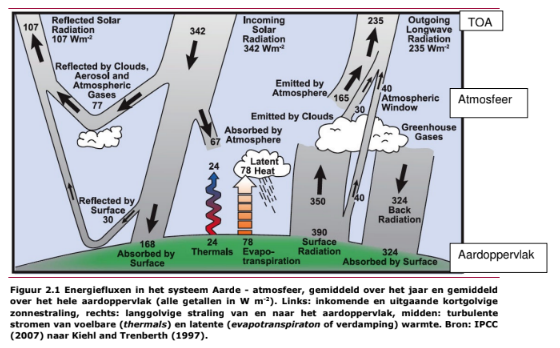 Reflected Solar
Radiation
107 Wm-2
107
342
Incoming
Solar
Radiation
342 Wm-2
235
Outgoing
Longwave
Radiation
235 Wm-2
TOA
Reflected by Clouds,
Aerosol and
Atmospheric
Gases
77
Emitted by
Atmosphere
165
40
Atmospheric
Window
30
Emitted by Clouds
Atmosfeer
Greenhouse
Gases
67
Absorbed by
Atmosphere
24
Latent
78 Heat
Reflected by
Surface
30
350
40
324
Back
Radiation
168
Absorbed by
Surface
24
Thermals
78
Evapo-
transpiration
390
Surface
Radiation
324
Absorbed by Surface
Aardoppervlak
Figuur 2.1 Energiefluxen in het systeem Aarde - atmosfeer, gemiddeld over het jaar en gemiddeld
over het hele aardoppervlak (alle getallen in W m-2). Links: inkomende en uitgaande kortgolvige
zonnestraling, rechts: langgolvige straling van en naar het aardoppervlak, midden: turbulente
stromen van voelbare (thermals) en latente (evapotranspiraton of verdamping) warmte. Bron: IPCC
(2007) naar Kiehl and Trenberth (1997).